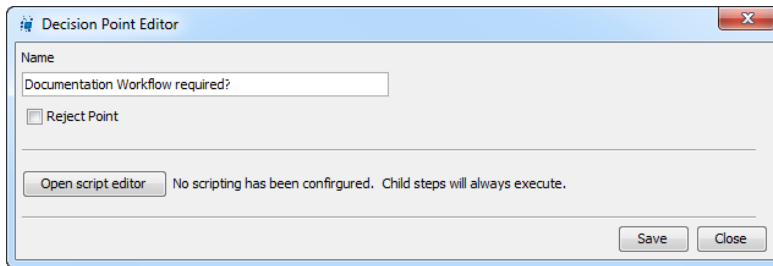 Decision Point Editor
Name
Documentation Workflow required?
Reject Point
Open script editor No scripting has been confirgured. Child steps will always execute.
Save Close